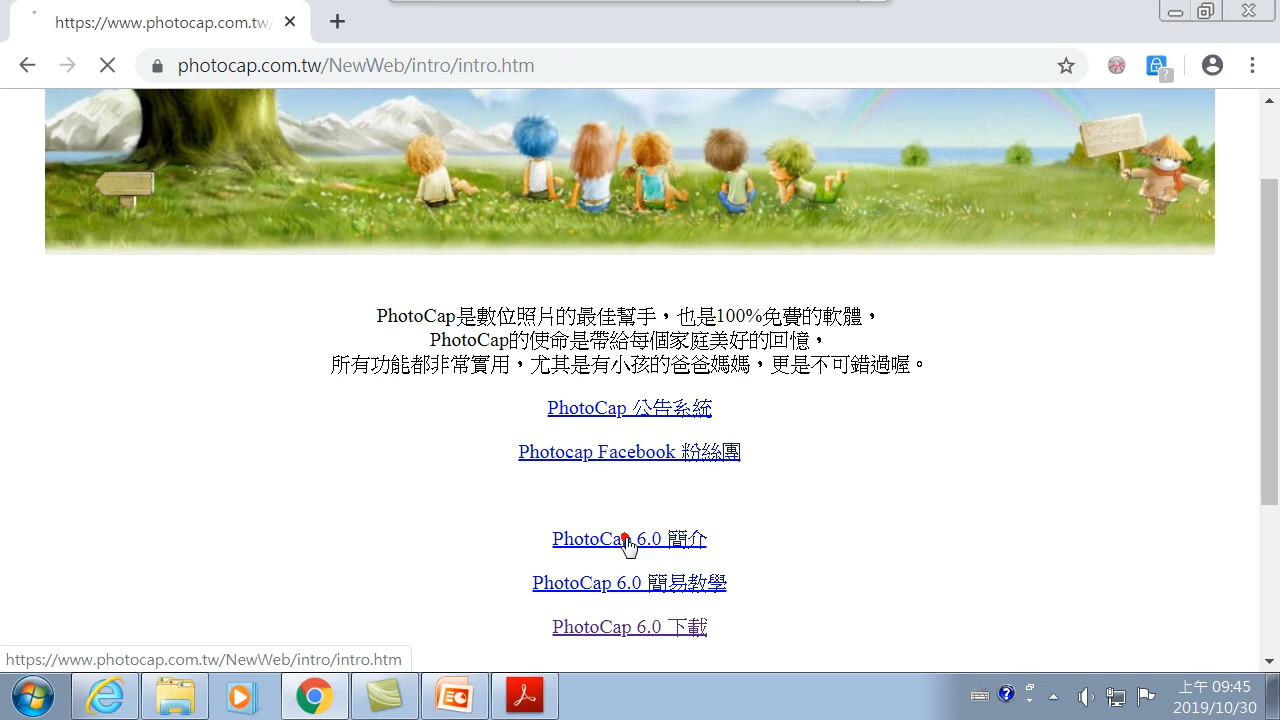 https://www.photocap.com.tw/
photocap.com.tw/NewWeb/intro/intro.htm
PhotoCap是數位照片的最佳幫手，也是100%免費的軟體，
PhotoCap的使命是帶給每個家庭美好的回憶，
所有功能都非常實用，尤其是有小孩的爸爸媽媽，更是不可錯過喔。
PhotoCap 公告系統
Photocap Facebook 粉絲團
PhotoCap 6.0 簡介
PhotoCap 6.0 簡易教學
PhotoCap 6.0 下載
https://www.photocap.com.tw/NewWeb/intro/intro.htm
上午 09:45
2019/10/30